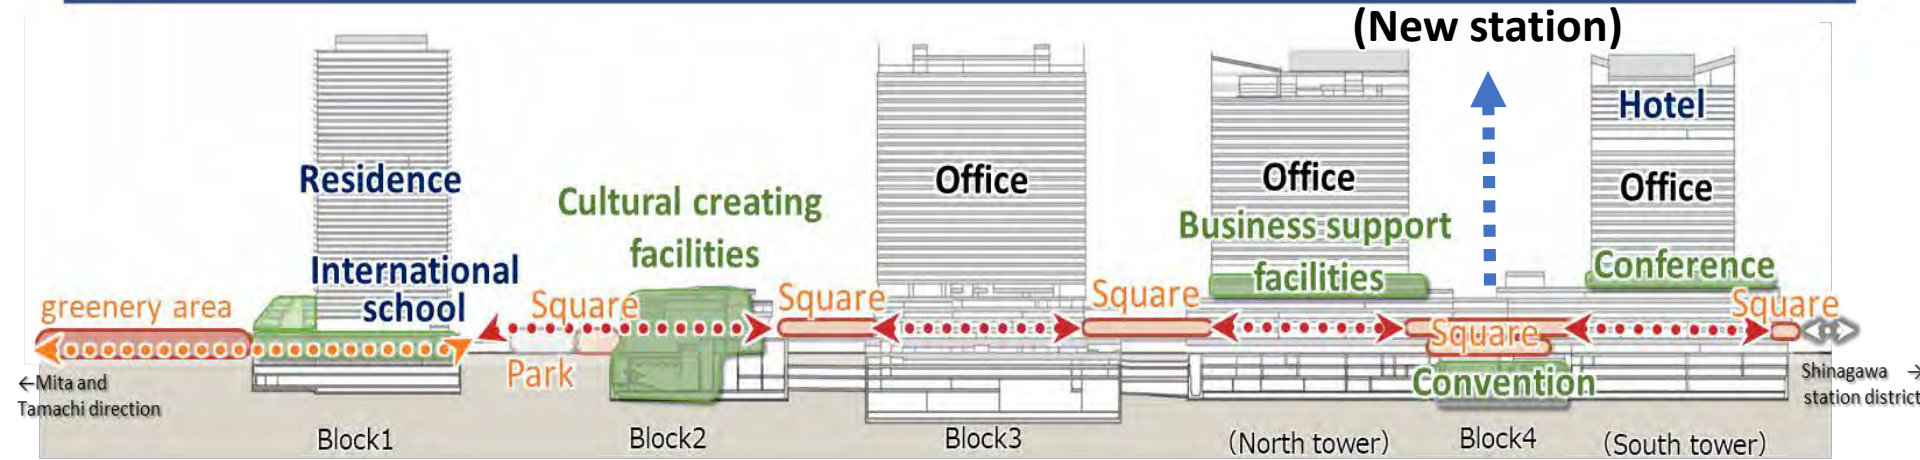 (New station)
Hotel
Residence
Office
Office
Office
Cultural creating
facilities
Business support
facilities
International
school
Conference
greenery area
Square
Square
Square
Square
Square
Park
Convention
←Mita and
Tamachi direction
Shinagawa →
station district
Block1
Block2
Block3
(North tower)
Block4
(South tower)